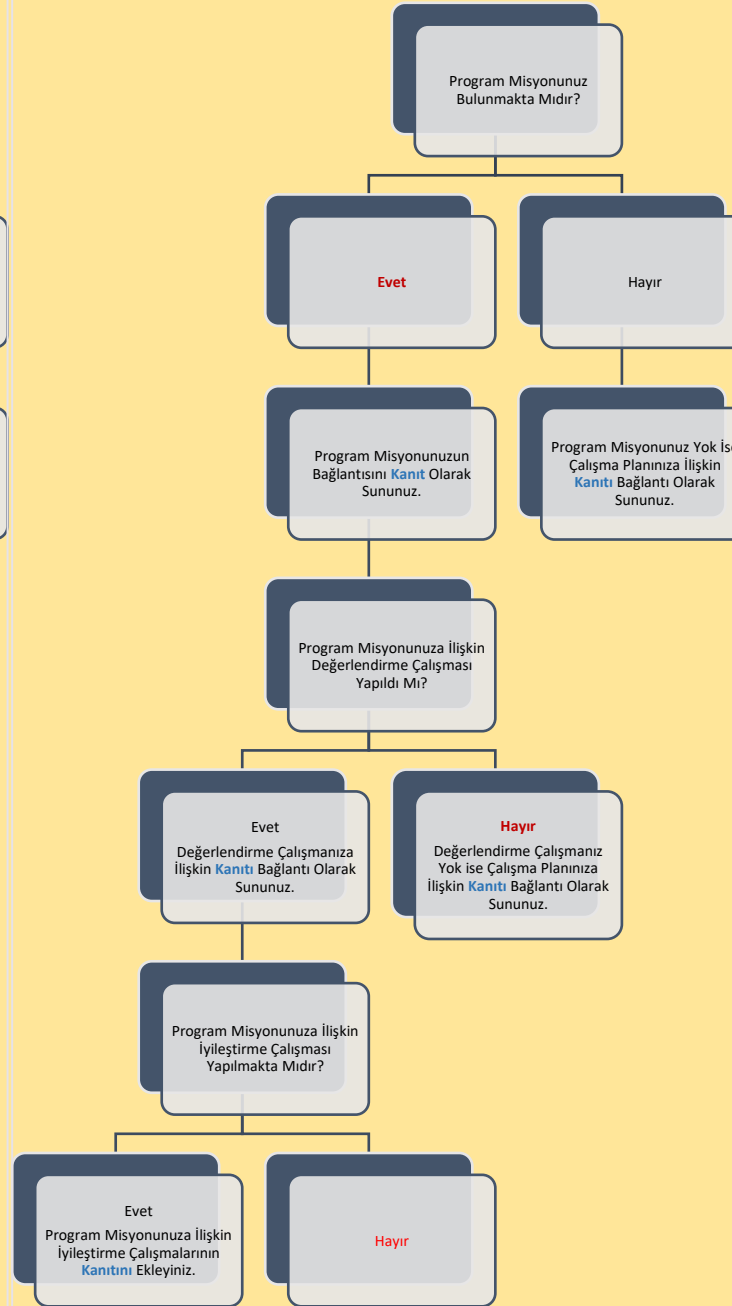 Program Misyonunuz
Bulunmakta Mıdır?
Evet
Hayır
Program Misyonunuzun
Bağlantısını Kanıt Olarak
Sununuz.
Program Misyonunuz Yok İse
Çalışma Planınıza İlişkin
Kanıtı Bağlantı Olarak
Sununuz.
Program Misyonunuza İlişkin
Değerlendirme Çalışması
Yapıldı Mı?
Evet
Değerlendirme Çalışmanıza
İlişkin Kanıtı Bağlantı Olarak
Sununuz.
Hayır
Değerlendirme Çalışmanız
Yok ise Çalışma Planınıza
İlişkin Kanıtı Bağlantı Olarak
Sununuz.
Program Misyonunuza İlişkin
İyileştirme Çalışması
Yapılmakta Mıdır?
Evet
Program Misyonunuza İlişkin
İyileştirme Çalışmalarının
Kanıtını Ekleyiniz.
Hayır